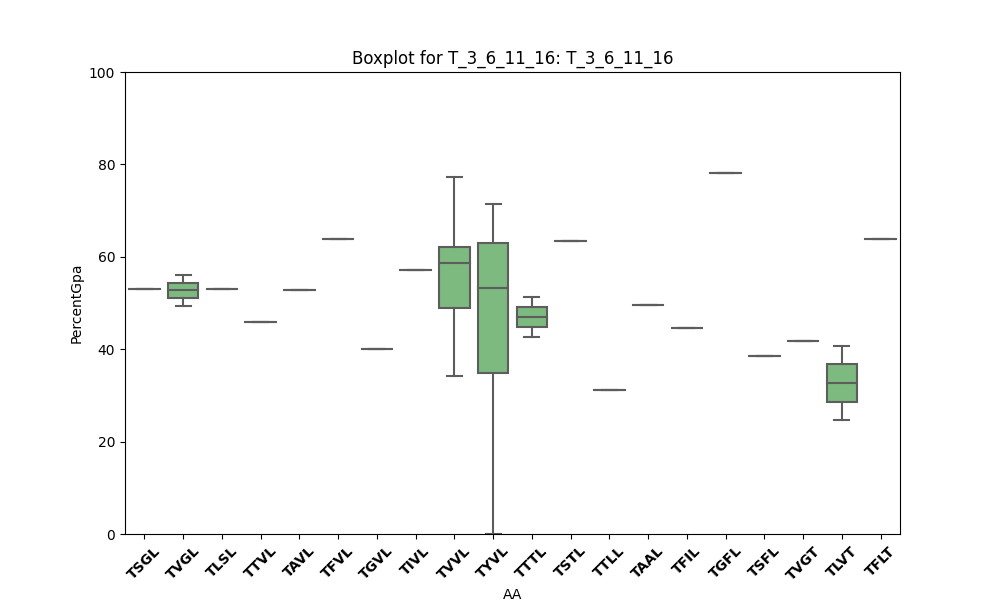 Boxplot for T_3_6_11_16: T_3_6_11_16
100
80
60
40
20
0
PercentGpa
TSGL TVGL TLSL TTVL TAVL TFVL TGVL TIVL TVVL TYVL TTTL TSTL TTLL TAAL TFIL TGFL TSFL TVGT TLVT TFLT
AA